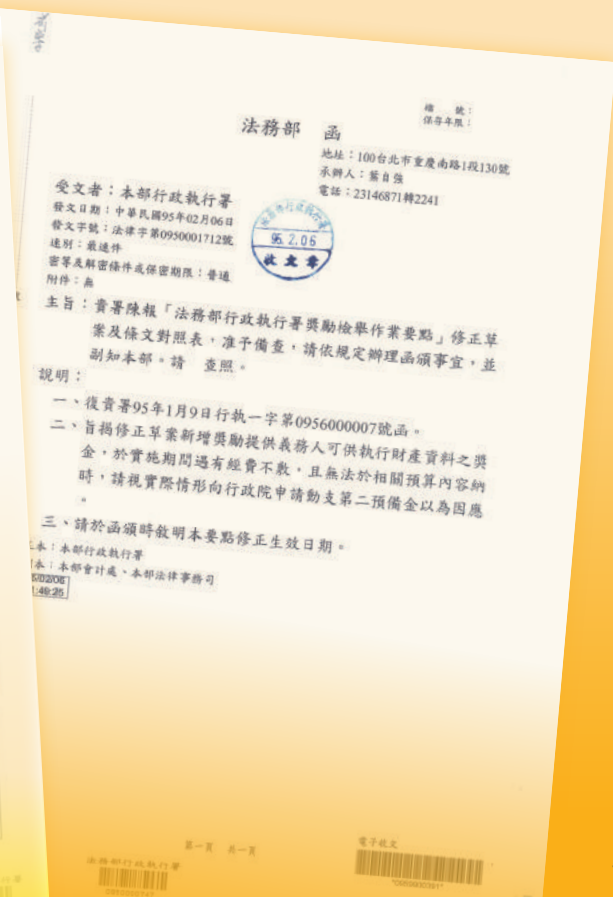 檔　號：
保存年限：
法務部　函
地址：100台北市重慶南路1段130號
承辦人：葉自強
電話：23146871轉2241
受文者：本部行政執行署
發文日期：中華民國95年02月06日
發文字號：法律字第0950001712號
速別：最速件
密等及解密條件或保密期限：普通
附件：無
95.2.06
收文章
主旨：貴署陳報「法務部行政執行署獎勵檢舉作業要點」修正草
案及條文對照表，准予備查，請依規定辦理函頒事宜，並
副知本部。請　查照。
說明：
一、復貴署95年1月9日行執一字第0956000007號函。
二、旨揭修正草案新增獎勵提供義務人可供執行財產資料之獎
金，於實施期間遇有經費不敷，且無法於相關預算內容納
時，請視實際情形向行政院申請動支第二預備金以為因應
。
三、請於函頒時敘明本要點修正生效日期。
本：本部行政執行署
本：本部會計處、本部法律事務司
5/02/06
1:49:25
第一頁　共一頁
電子收文
法務部行政執行署